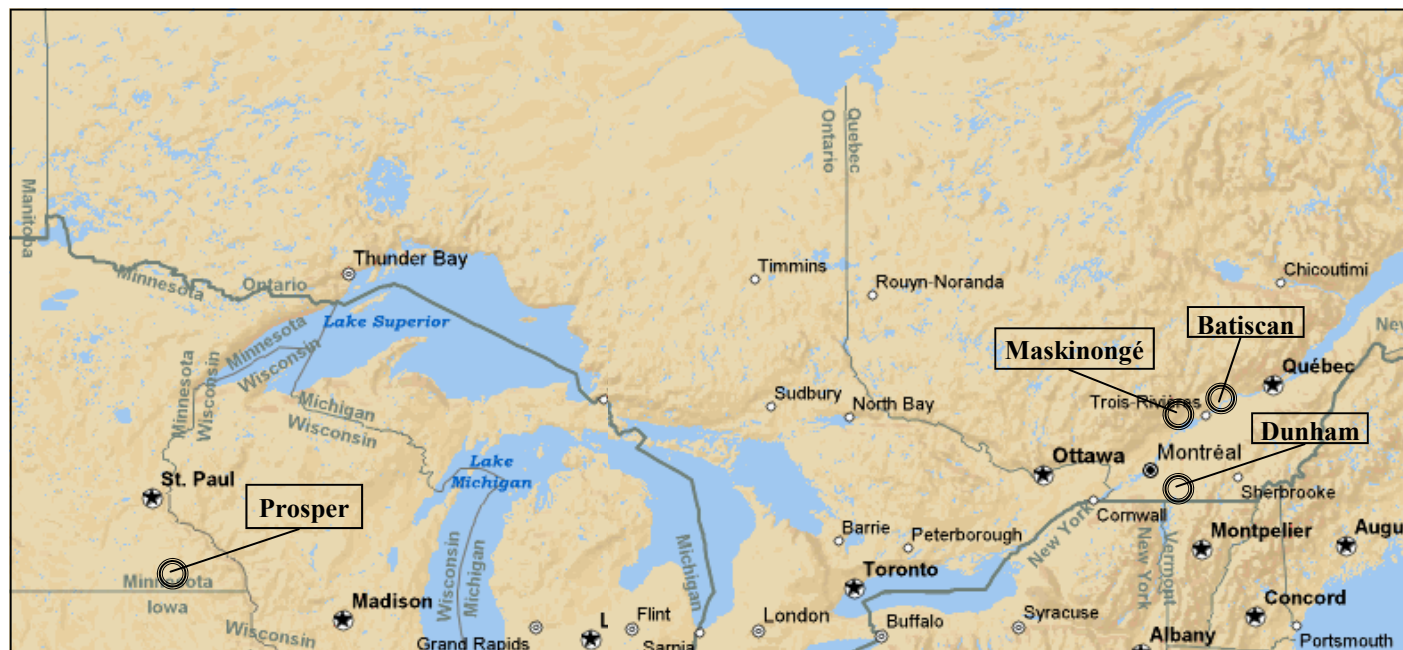 Manitoba
Ontario
Quebec
Thunder Bay
Minnesota
Ontario
Lake Superior
Minnesota
Wisconsin
Minnesota
Wisconsin
Michigan
Wisconsin
Timmins
Rouyn-Noranda
Chicoutimi
Batiscan
Maskinongé
Québec
Trois-Rivières
Dunham
Sudbury
North Bay
Ottawa
Montréal
Sherbrooke
Lake
Michigan
St. Paul
Prosper
Cornwall
New York
New York
Vermont
Montpelier
Augu
Barrie
Peterborough
Toronto
Wisconsin
Michigan
Michigan
Minnesota
Iowa
Wisconsin
Madison
Grand Rapids
L
Flint
Sarnia
London
Buffalo
Syracuse
Concord
Albany
Portsmouth
New